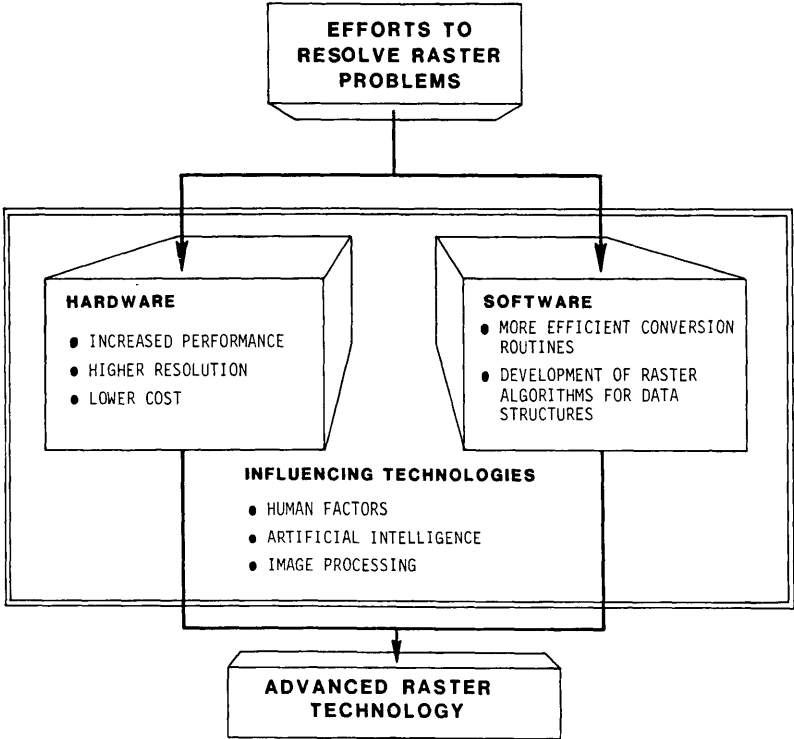 EFFORTS TO
RESOLVE RASTER
PROBLEMS
HARDWARE
● INCREASED PERFORMANCE
● HIGHER RESOLUTION
● LOWER COST
SOFTWARE
● MORE EFFICIENT CONVERSION
ROUTINES
● DEVELOPMENT OF RASTER
ALGORITHMS FOR DATA
STRUCTURES
INFLUENCING TECHNOLOGIES
● HUMAN FACTORS
● ARTIFICIAL INTELLIGENCE
● IMAGE PROCESSING
ADVANCED RASTER
TECHNOLOGY